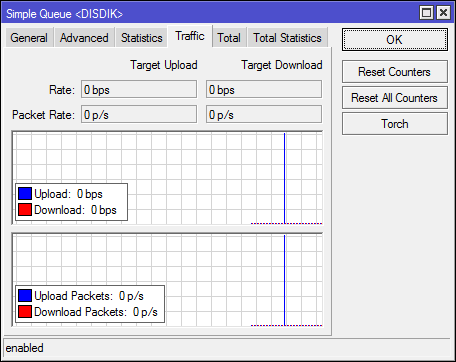 Simple Queue <DISDIK>
General Advanced Statistics Traffic Total Total Statistics
OK
Target Upload Target Download
Rate: 0 bps 0 bps
Reset Counters
Reset All Counters
Packet Rate: 0 p/s 0 p/s
Torch
Upload: 0 bps
Download: 0 bps
Upload Packets: 0 p/s
Download Packets: 0 p/s
enabled